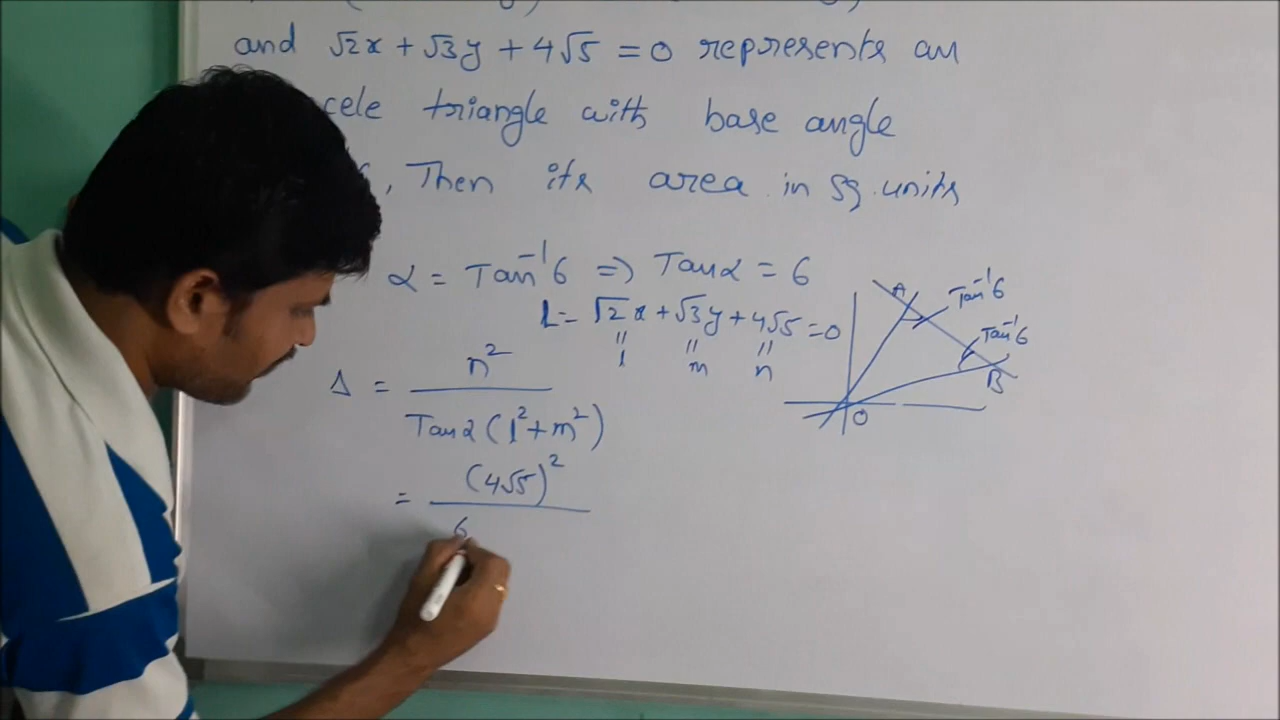 and √2x + √3y + 4√5 = 0 represents an
cele triangle with base angle
, Then its area in sq. units
α = Tan⁻¹6 ⇒ Tanα = 6
L = √2x + √3y + 4√5 = 0
" " "
l m n
Δ = n² / Tanα (l² + m²)
= (4√5)² / 6
A Tan⁻¹6
Tan⁻¹6
B
O